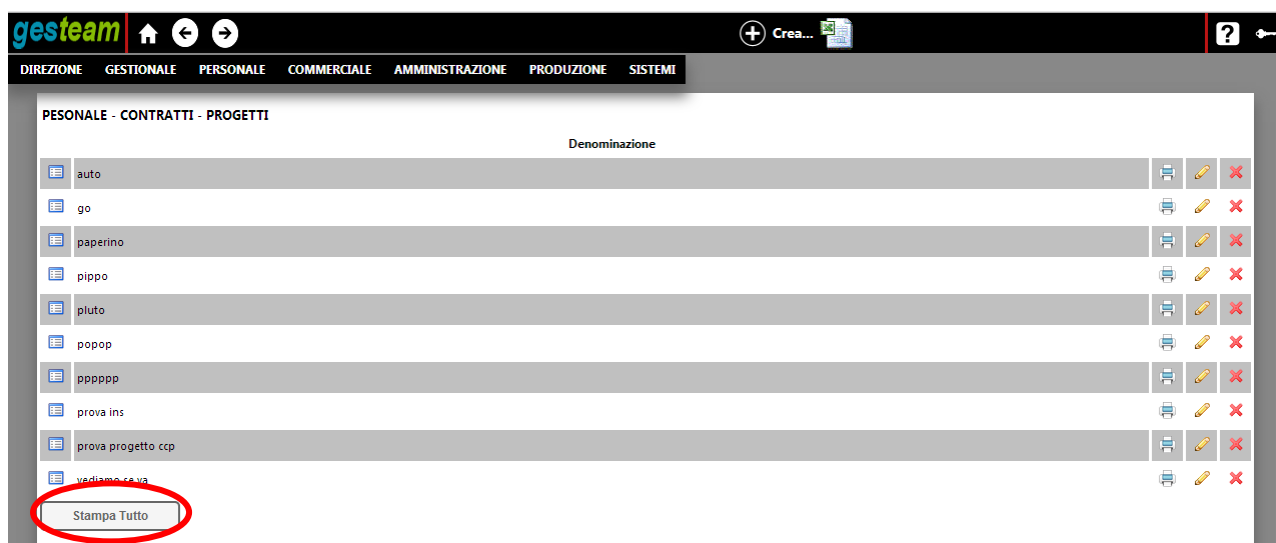 gesteam Crea... ?
DIREZIONE GESTIONALE PERSONALE COMMERCIALE AMMINISTRAZIONE PRODUZIONE SISTEMI
PESONALE - CONTRATTI - PROGETTI
Denominazione
auto
go
paperino
pippo
pluto
popop
pppppp
prova ins
prova progetto ccp
vediamo se va
Stampa Tutto